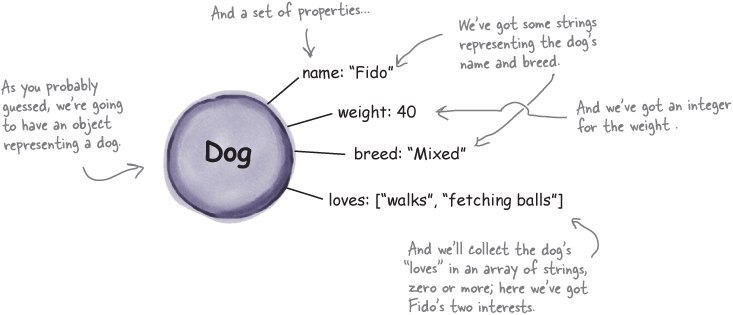 And a set of properties...
We've got some strings
representing the dog's
name and breed.
As you probably
guessed, we're going
to have an object
representing a dog.
name: “Fido”
weight: 40
And we've got an integer
for the weight .
Dog
breed: “Mixed”
loves: [“walks”, “fetching balls”]
And we'll collect the dog's
“loves” in an array of strings,
zero or more; here we've got
Fido's two interests.